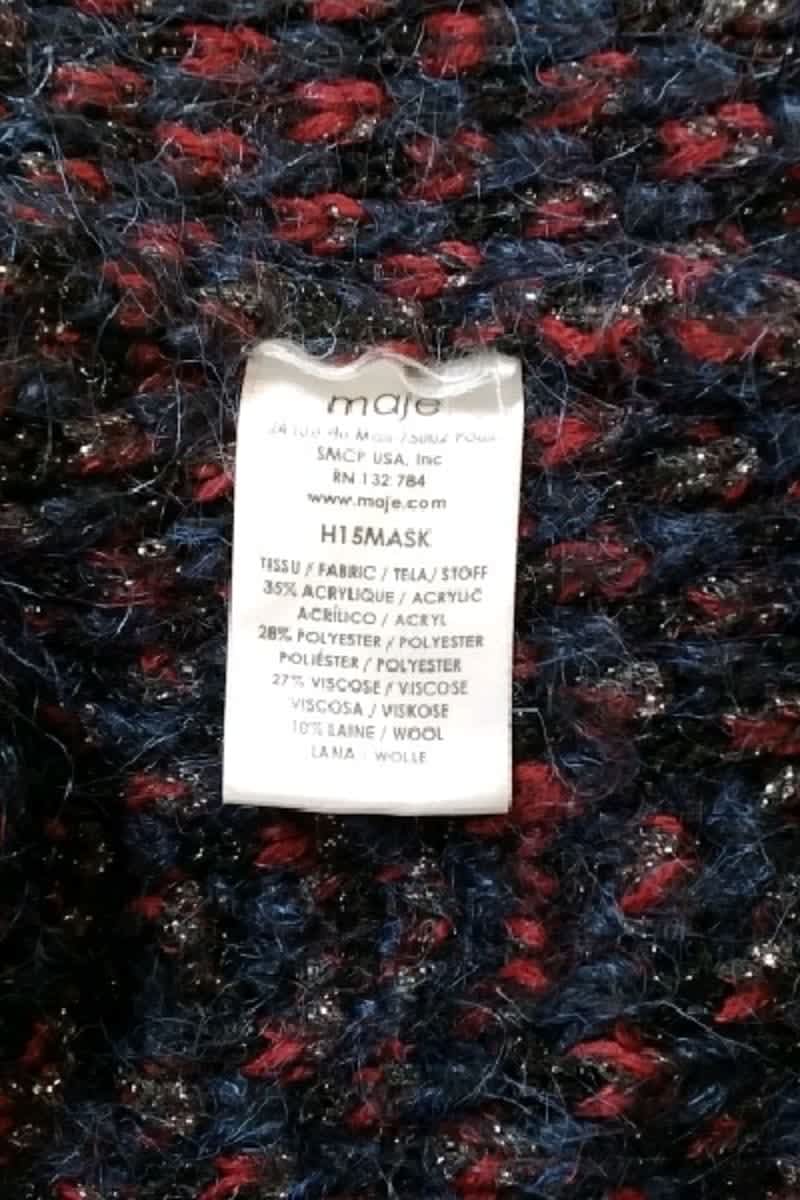 maje
SMCP USA, Inc
RN 132 784
www.maje.com
H15MASK
TISSU / FABRIC / TELA / STOFF
35% ACRYLIQUE / ACRYLIC
ACRÍLICO / ACRYL
28% POLYESTER / POLYESTER
POLIÉSTER / POLYESTER
27% VISCOSE / VISCOSE
VISCOSA / VISKOSE
10% LAINE / WOOL
LANA / WOLLE